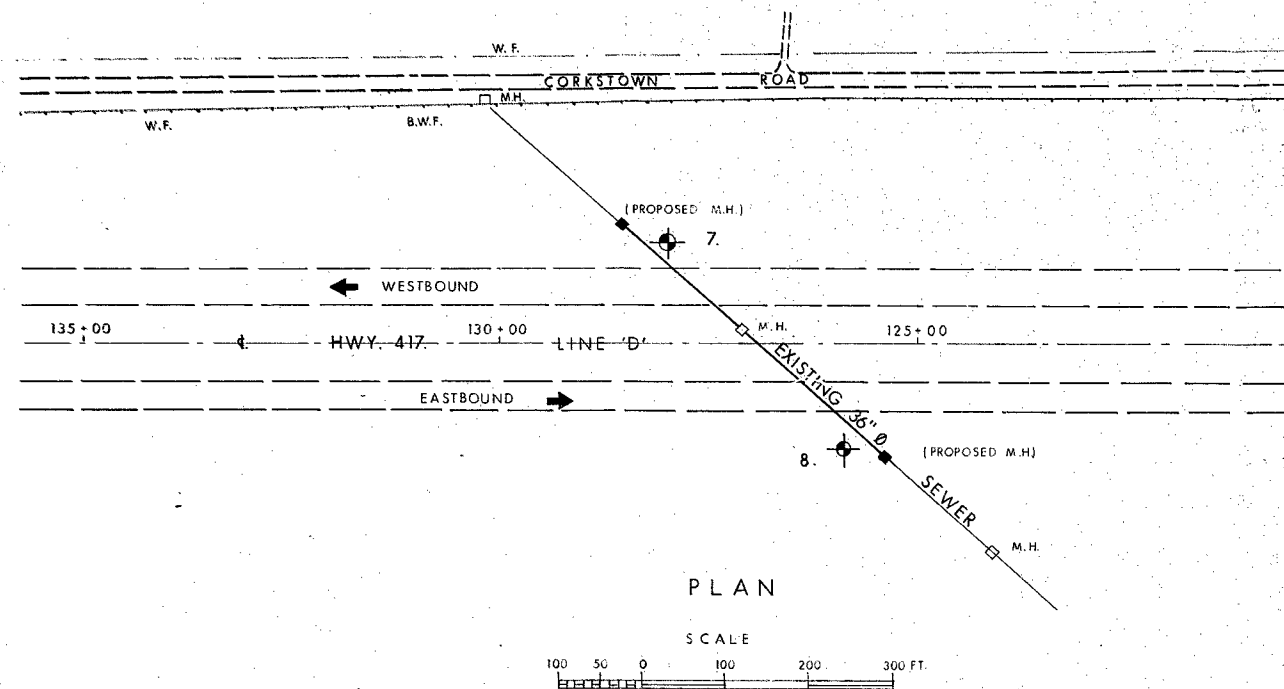 W. F.
CORKSTOWN ROAD
M.H.
W.F.
B.W.F.
(PROPOSED M.H.)
7.
WESTBOUND
135+00
130+00
125+00
M.H.
℄ HWY. 417. LINE 'D'
EXISTING 36" Ø SEWER
EASTBOUND
8.
(PROPOSED M.H.)
M.H.
PLAN
SCALE
100 50 0 100 200 300 FT.